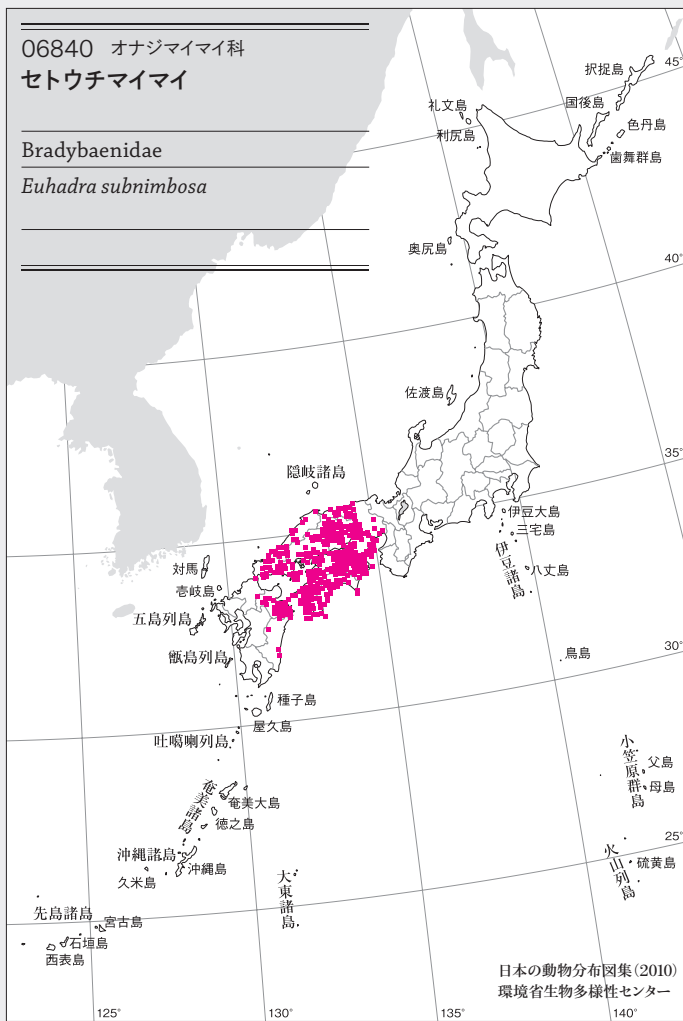 06840 オナジマイマイ科
セトウチマイマイ
Bradybaenidae
Euhadra subnimbosa
45°
択捉島
国後島
礼文島
色丹島
利尻島
歯舞群島
奥尻島
40°
佐渡島
35°
隠岐諸島
伊豆大島
三宅島
伊豆諸島
八丈島
対馬
壱岐島
五島列島
甑島列島
鳥島
30°
種子島
屋久島
吐噶喇列島
小笠原群島
父島
母島
奄美諸島
奄美大島
徳之島
25°
沖縄諸島
沖縄島
久米島
火山列島
硫黄島
大東諸島
先島諸島
宮古島
石垣島
西表島
日本の動物分布図集(2010)
環境省生物多様性センター
125°
130°
135°
140°